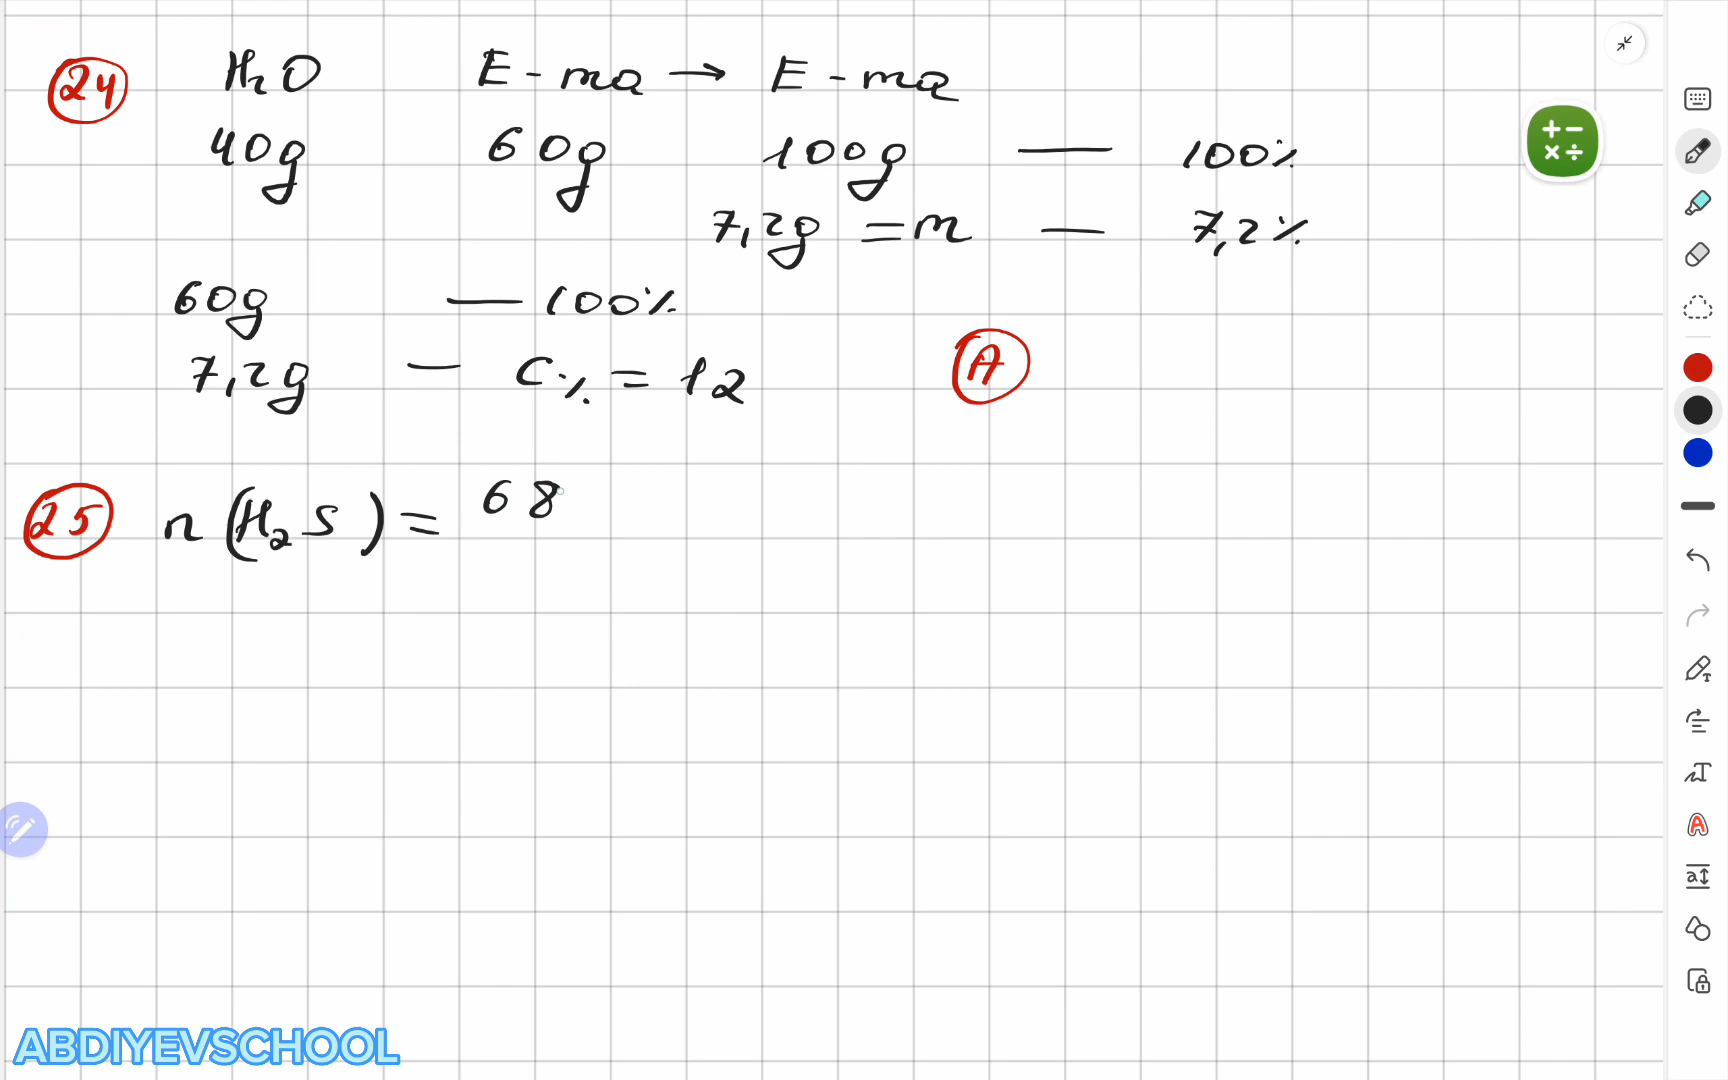 24 H₂O E-ma → E-ma
40g 60g 100g — 100%
7,2g = m — 7,2%
60g — 100%
7,2g — C% = 12 A
25 n(H₂S) = 68
ABDIYEVSCHOOL